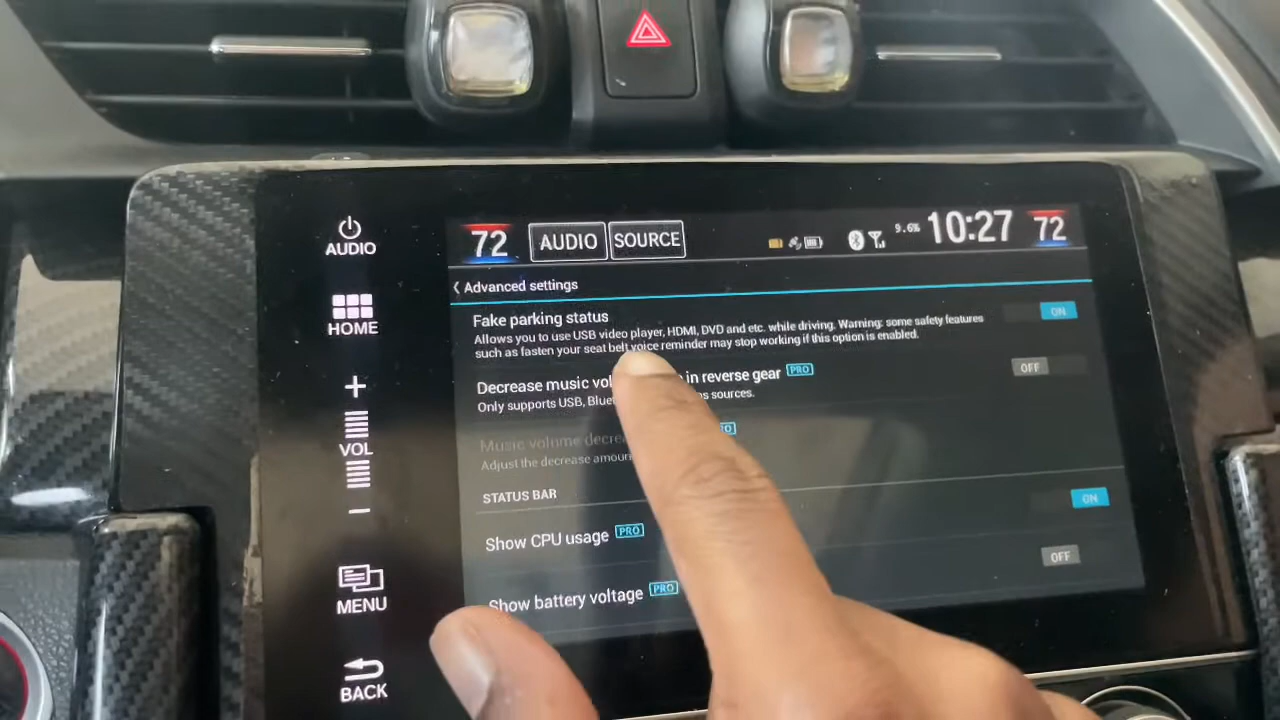 AUDIO
HOME
+
VOL
−
MENU
BACK
72 AUDIO SOURCE 9.6% 10:27 72
Advanced settings
Fake parking status ON
Allows you to use USB video player, HDMI, DVD and etc. while driving. Warning: some safety features
such as fasten your seat belt voice reminder may stop working if this option is enabled.
Decrease music in reverse gear PRO OFF
Only supports USB, sources.
Music volume
Adjust the decrease
STATUS BAR
Show CPU usage PRO ON
Show battery voltage PRO OFF